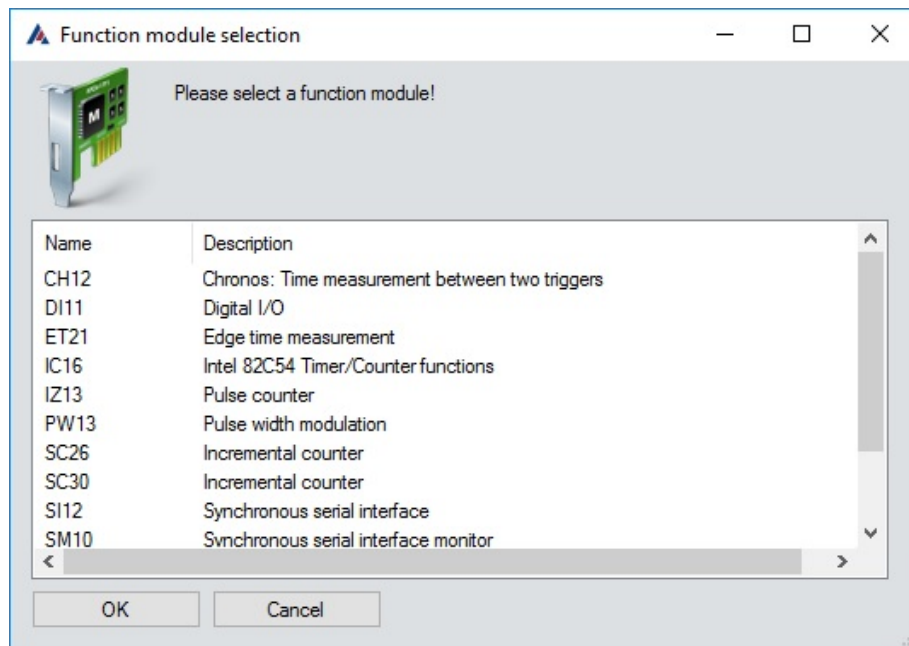 Function module selection
Please select a function module!
Name Description
CH12 Chronos: Time measurement between two triggers
DI11 Digital I/O
ET21 Edge time measurement
IC16 Intel 82C54 Timer/Counter functions
IZ13 Pulse counter
PW13 Pulse width modulation
SC26 Incremental counter
SC30 Incremental counter
SI12 Synchronous serial interface
SM10 Synchronous serial interface monitor
OK Cancel